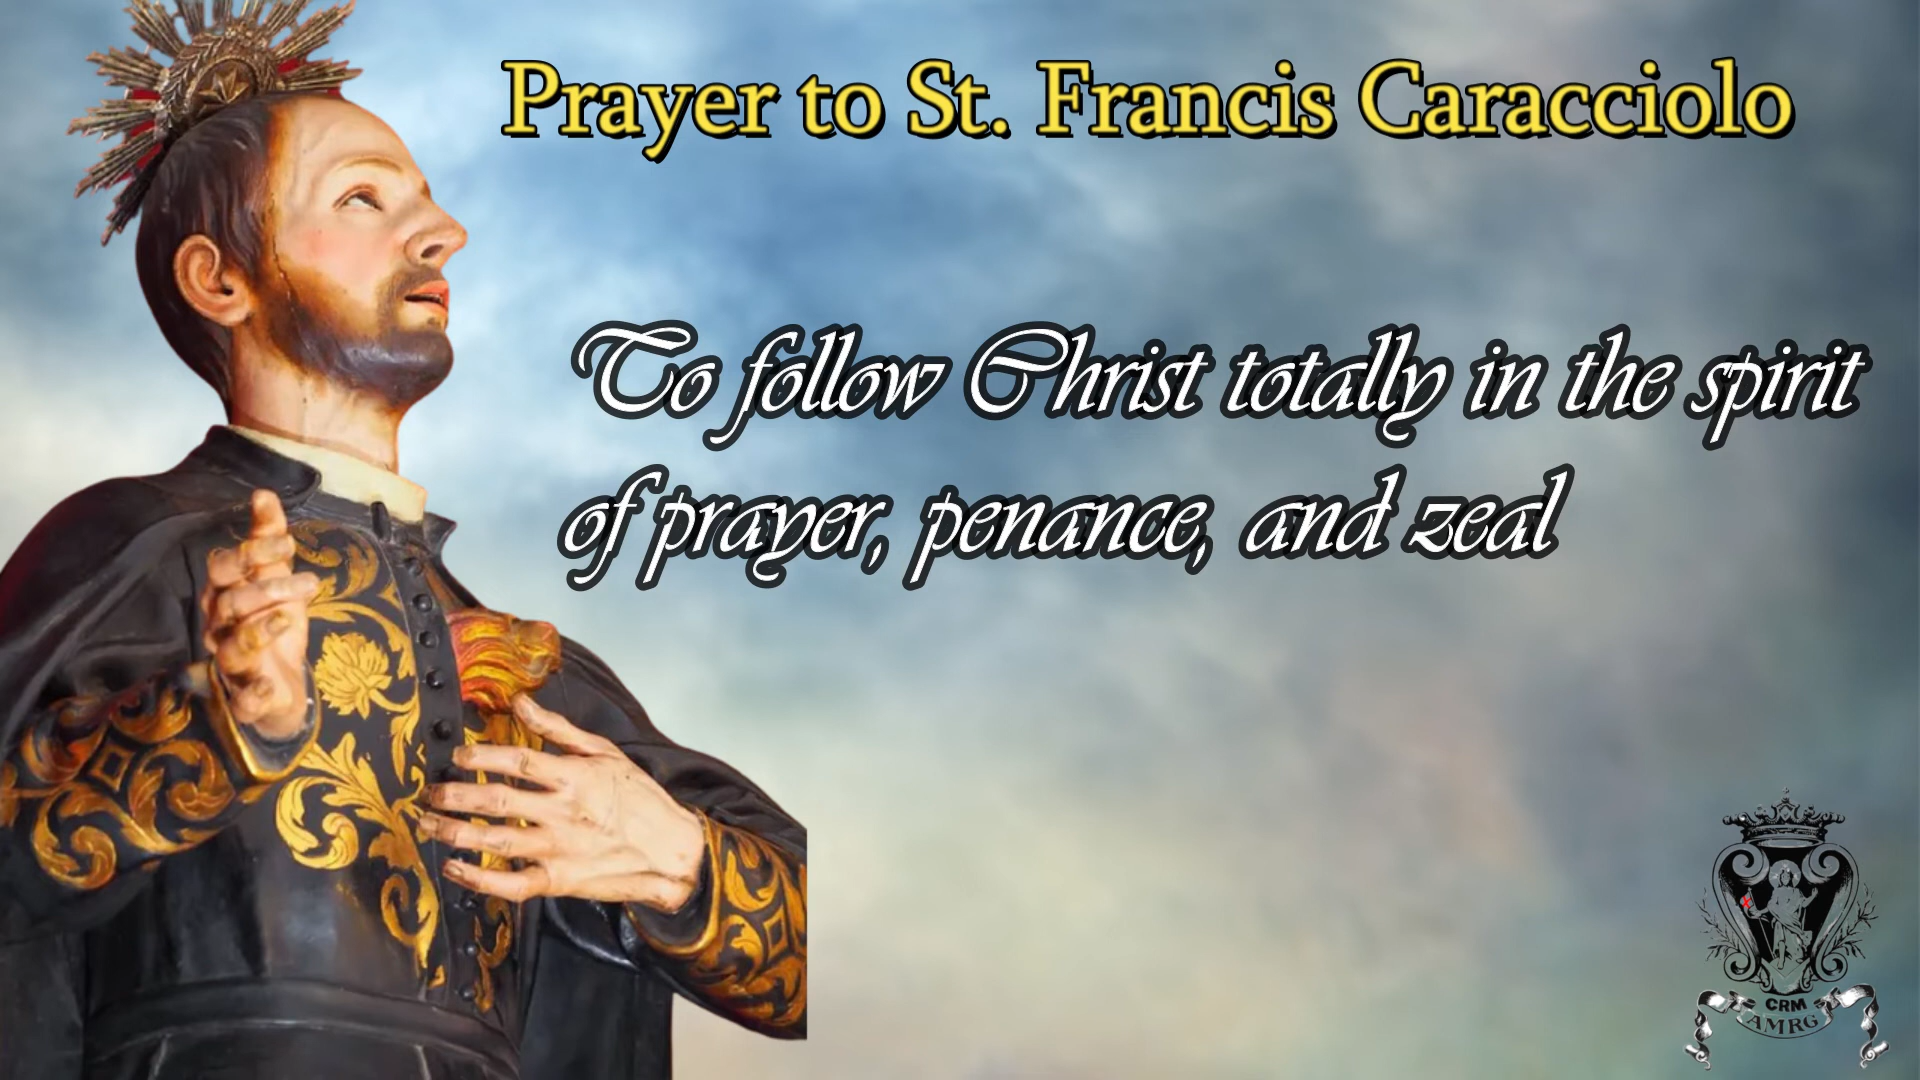 Prayer to St. Francis Caracciolo
To follow Christ totally in the spirit
of prayer, penance, and zeal
CRM
AMRG